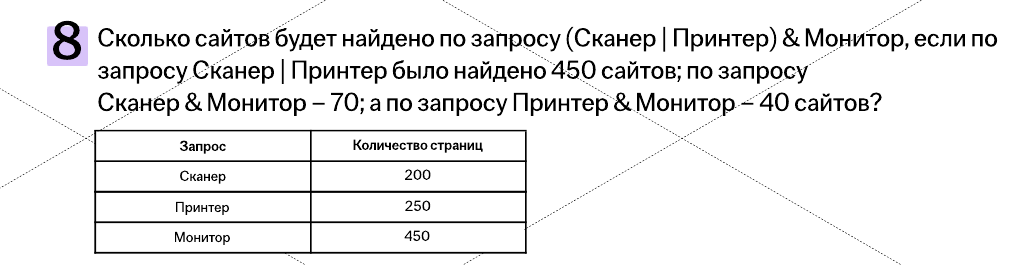 8 Сколько сайтов будет найдено по запросу (Сканер | Принтер) & Монитор, если по
запросу Сканер | Принтер было найдено 450 сайтов; по запросу
Сканер & Монитор – 70; а по запросу Принтер & Монитор – 40 сайтов?
Запрос Количество страниц
Сканер 200
Принтер 250
Монитор 450